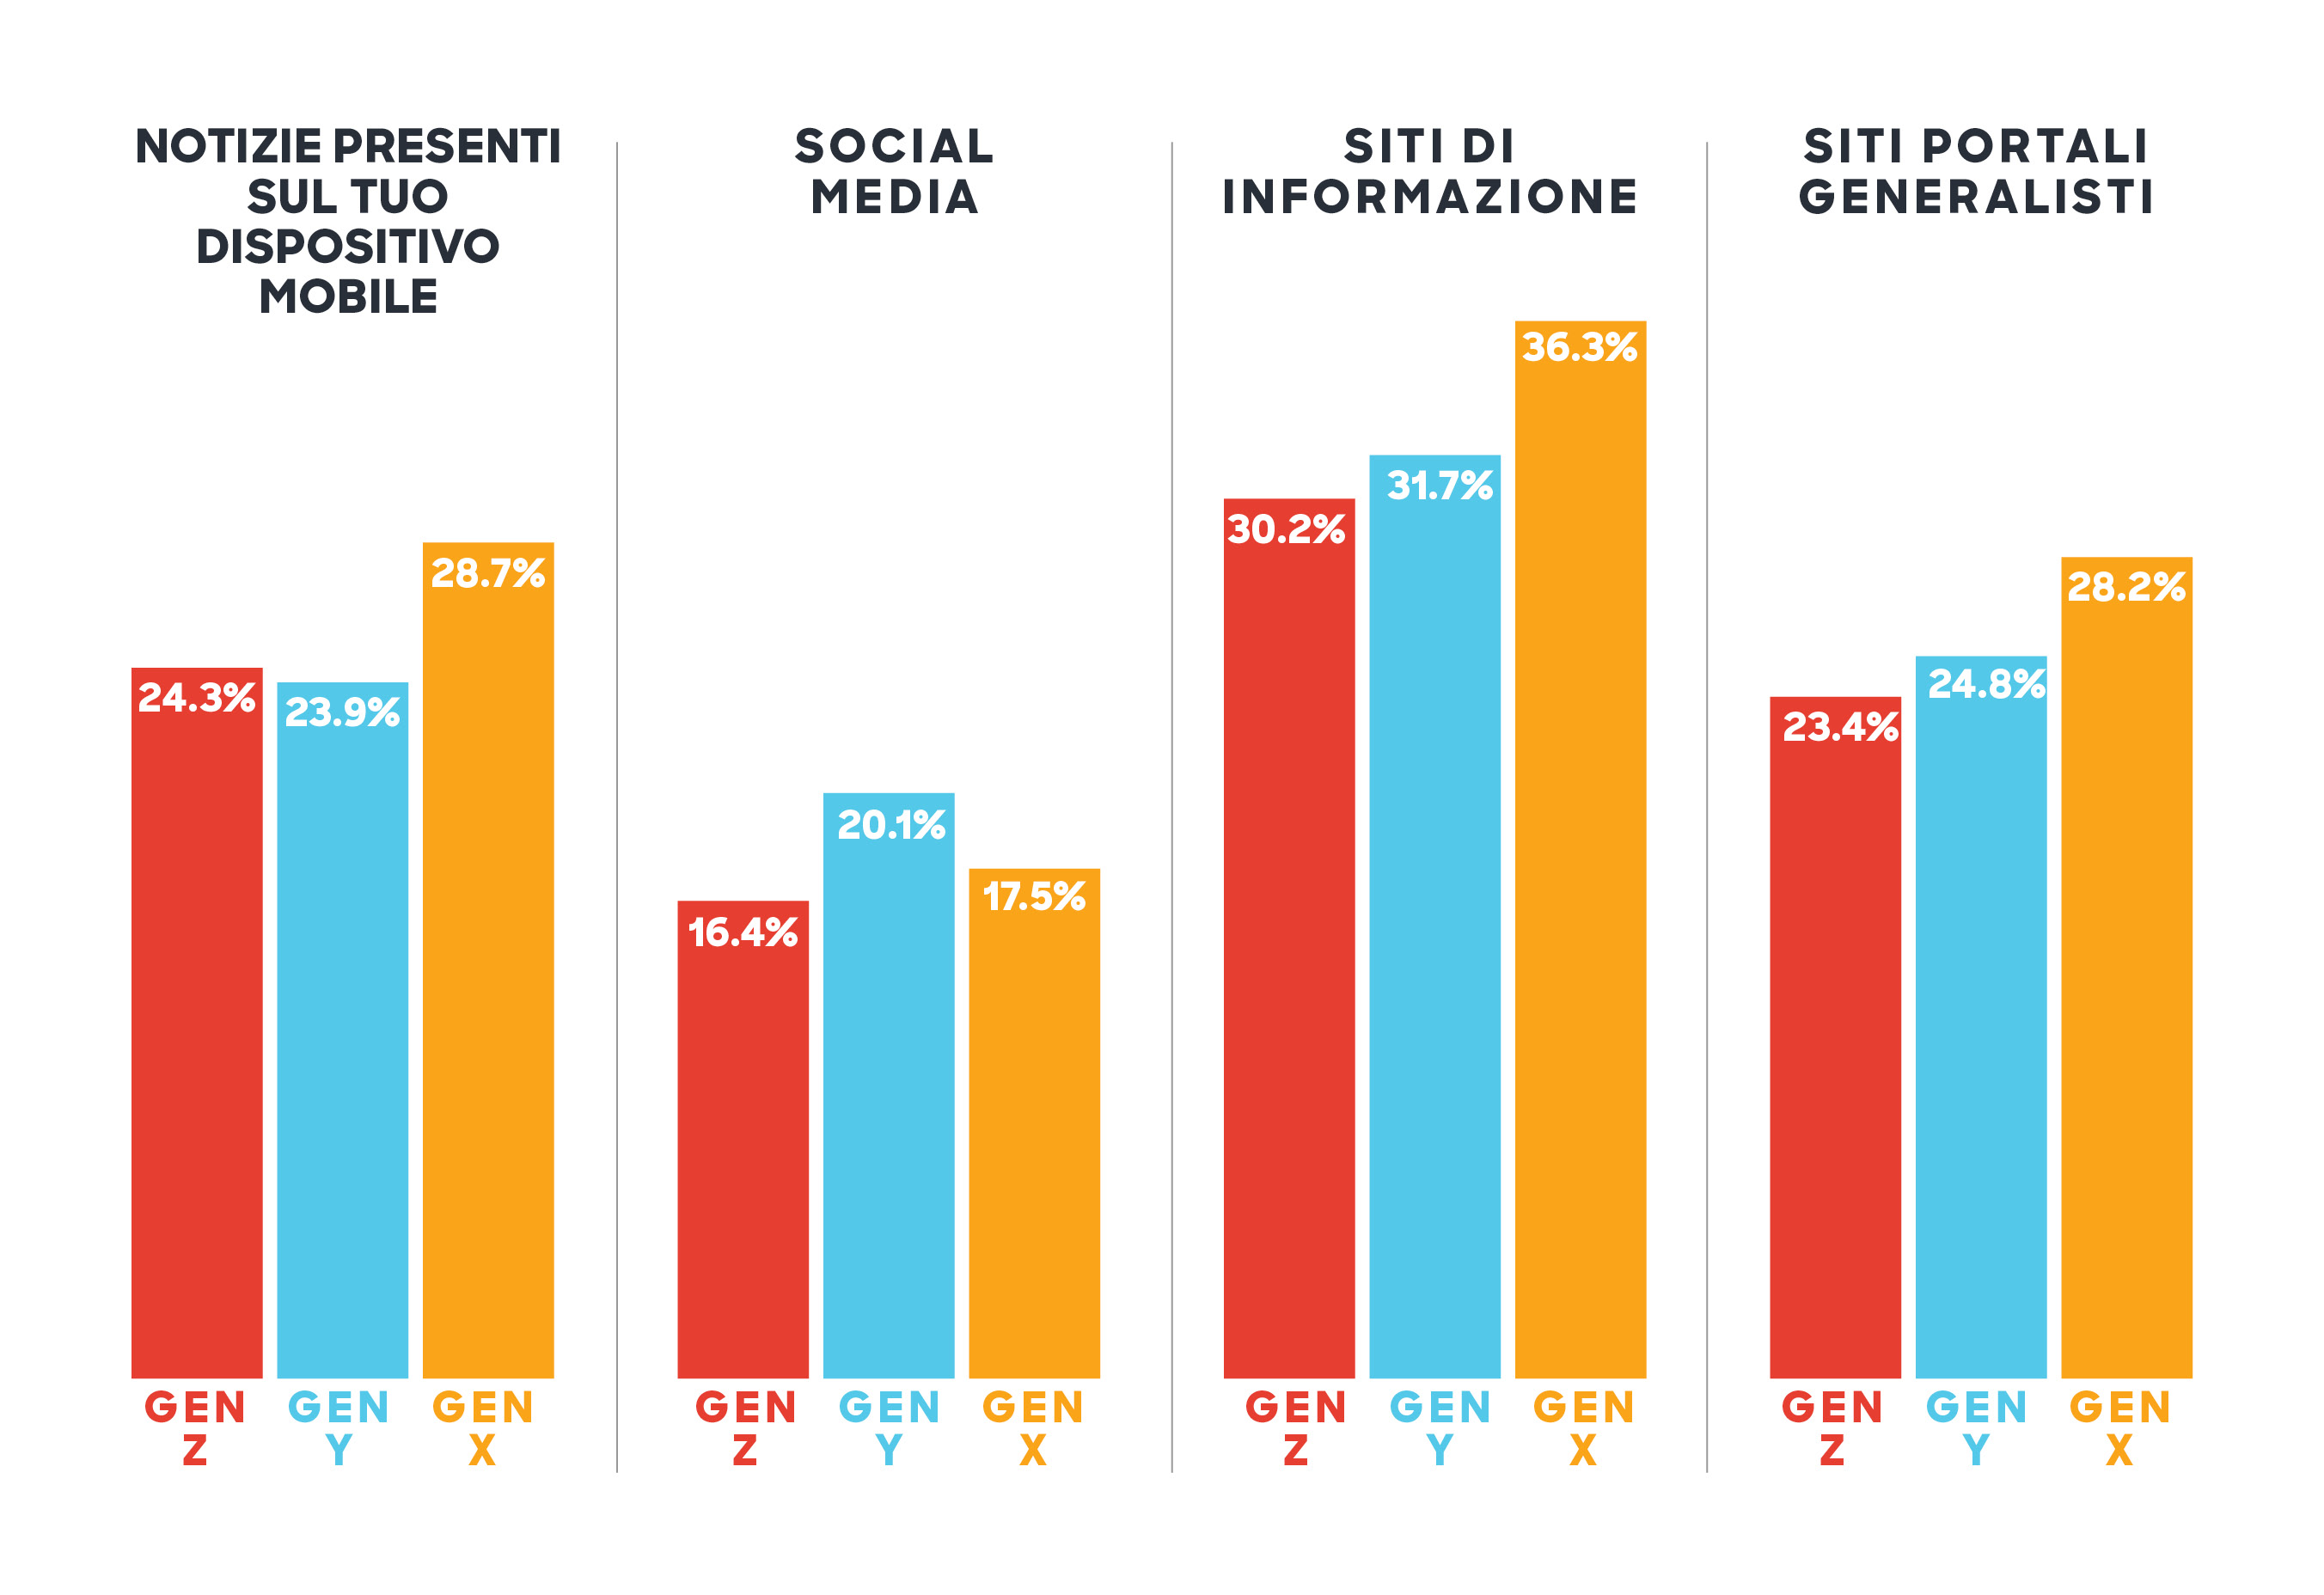 NOTIZIE PRESENTI
SUL TUO
DISPOSITIVO
MOBILE
24.3%
23.9%
28.7%
GEN
Z
GEN
Y
GEN
X
SOCIAL
MEDIA
16.4%
20.1%
17.5%
GEN
Z
GEN
Y
GEN
X
SITI DI
INFORMAZIONE
30.2%
31.7%
36.3%
GEN
Z
GEN
Y
GEN
X
SITI PORTALI
GENERALISTI
23.4%
24.8%
28.2%
GEN
Z
GEN
Y
GEN
X